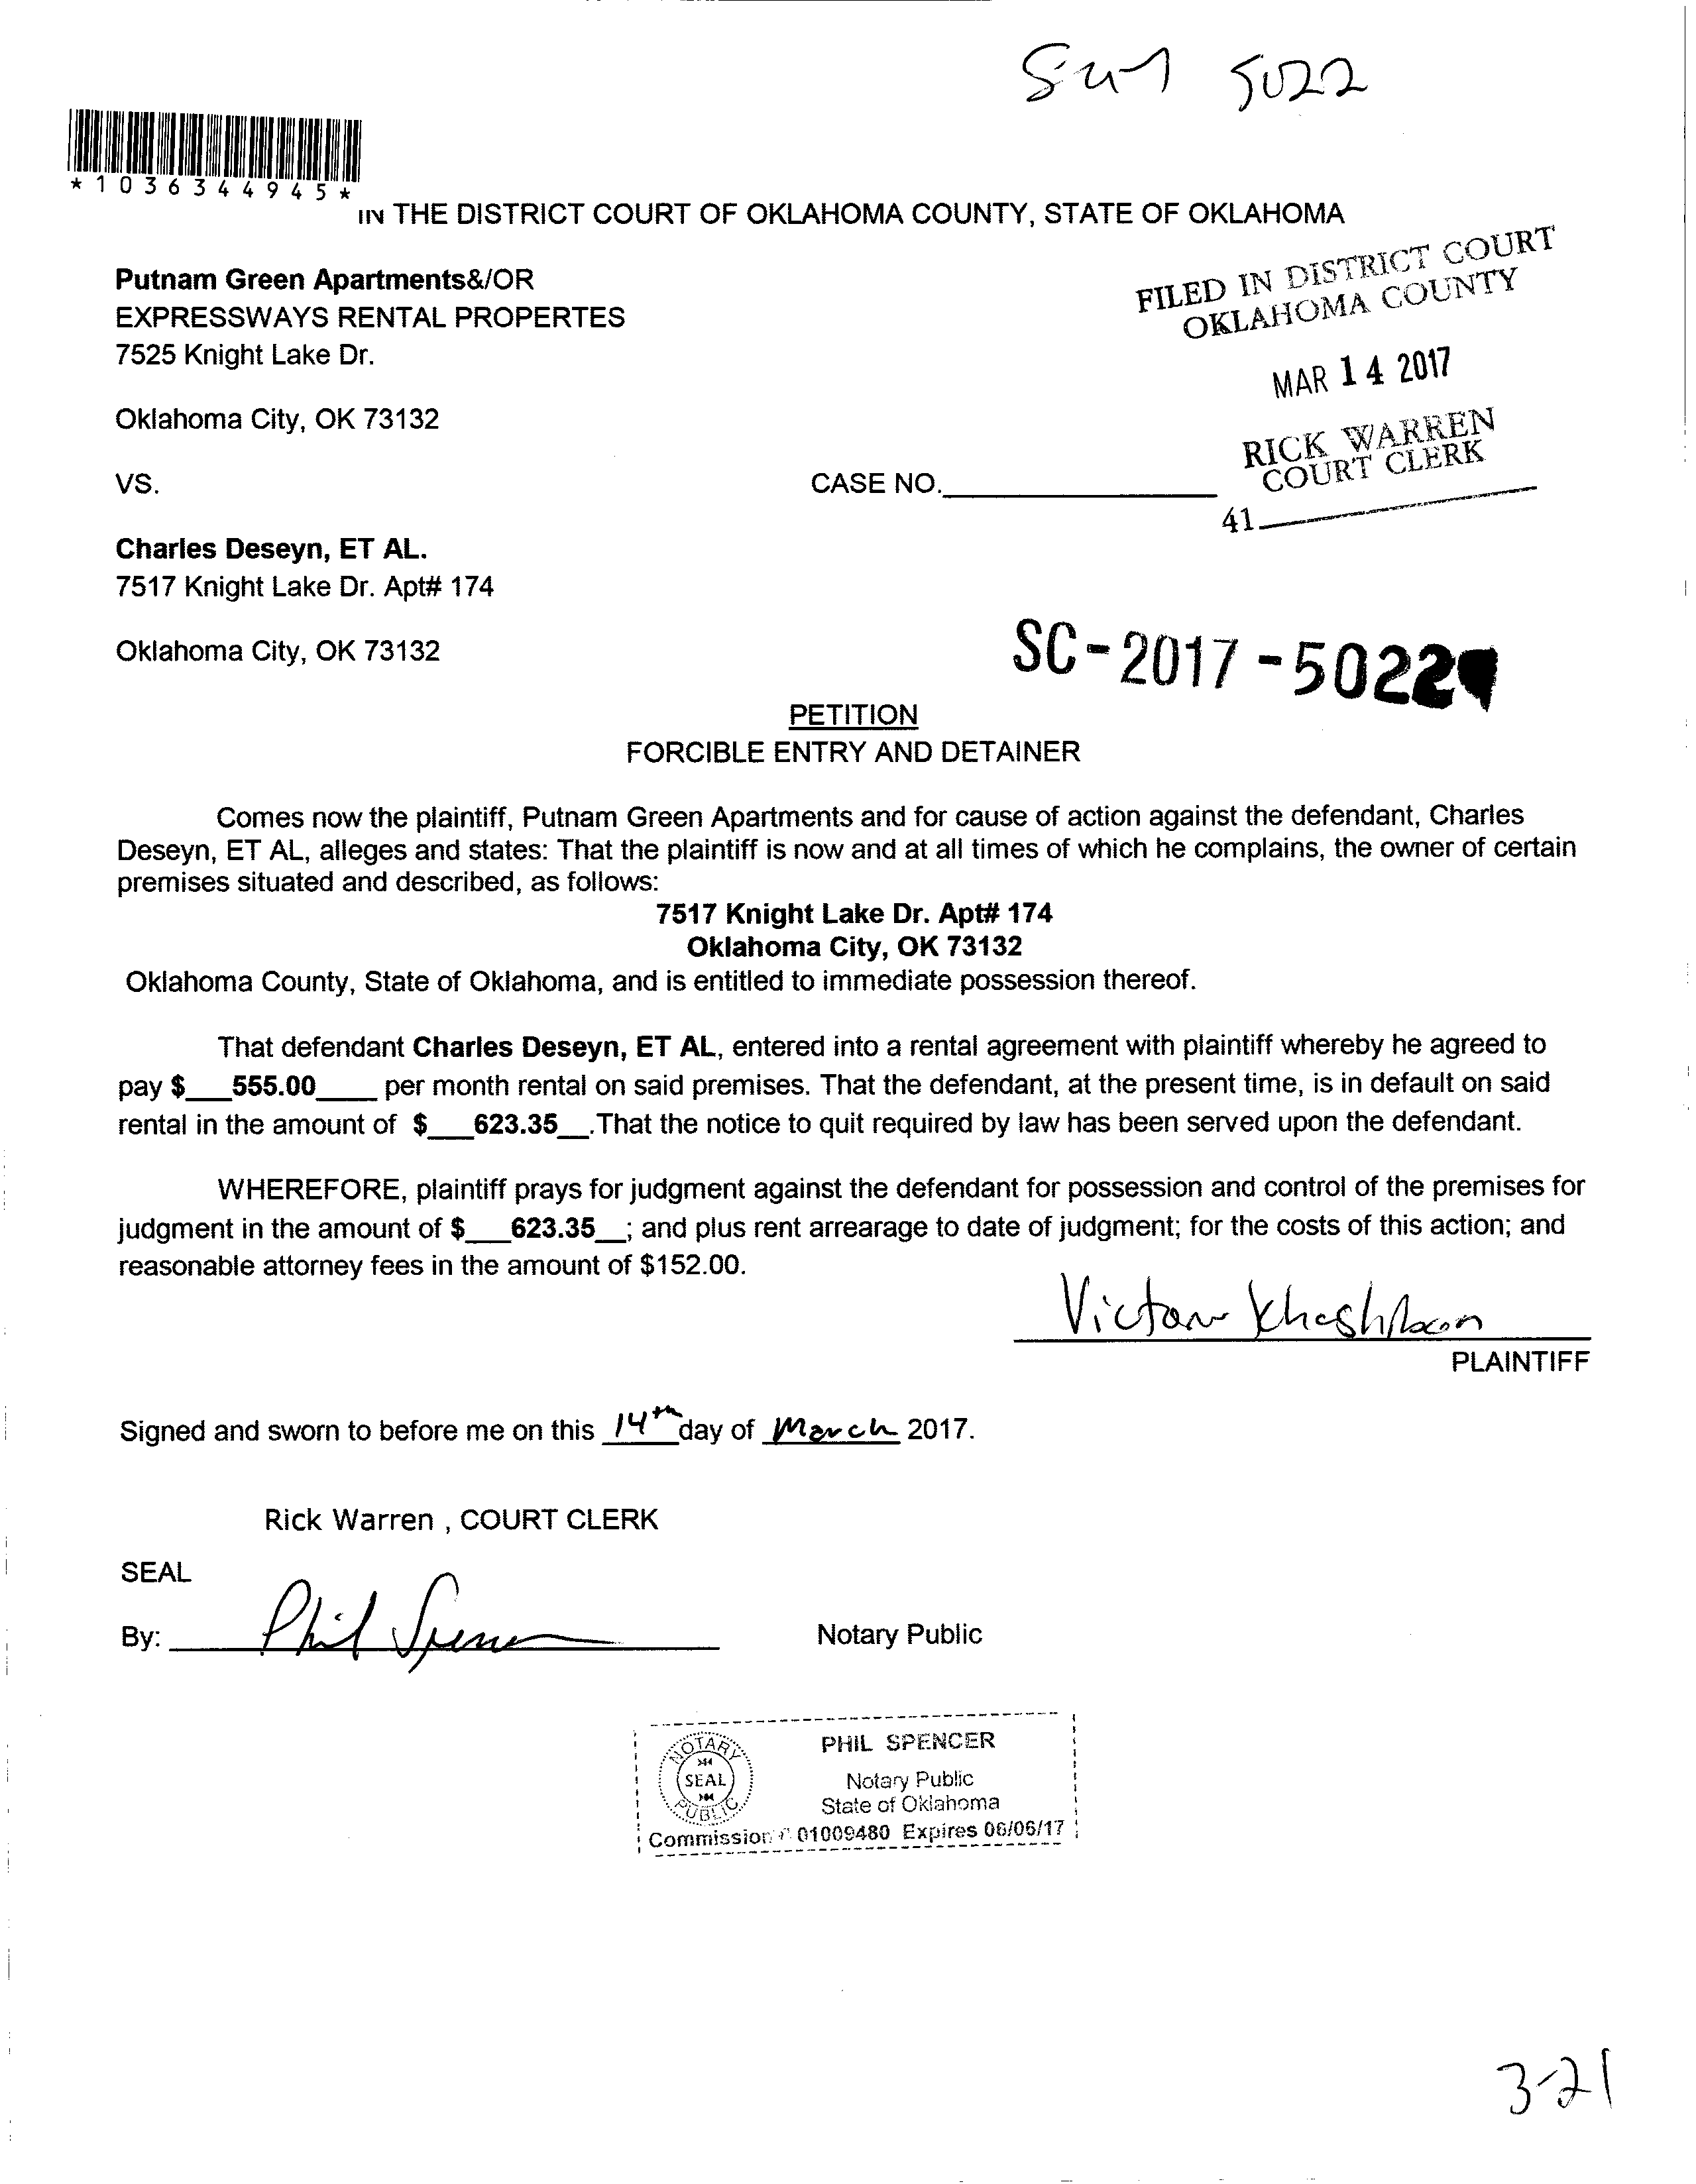 5022
*1036344945*
IN THE DISTRICT COURT OF OKLAHOMA COUNTY, STATE OF OKLAHOMA
FILED IN DISTRICT COURT
OKLAHOMA COUNTY
MAR 14 2017
RICK WARREN
COURT CLERK
41
Putnam Green Apartments&/OR
EXPRESSWAYS RENTAL PROPERTES
7525 Knight Lake Dr.
Oklahoma City, OK 73132
VS.
CASE NO.
Charles Deseyn, ET AL.
7517 Knight Lake Dr. Apt# 174
Oklahoma City, OK 73132
SC-2017-5022
PETITION
FORCIBLE ENTRY AND DETAINER
Comes now the plaintiff, Putnam Green Apartments and for cause of action against the defendant, Charles
Deseyn, ET AL, alleges and states: That the plaintiff is now and at all times of which he complains, the owner of certain
premises situated and described, as follows:
7517 Knight Lake Dr. Apt# 174
Oklahoma City, OK 73132
Oklahoma County, State of Oklahoma, and is entitled to immediate possession thereof.
That defendant Charles Deseyn, ET AL, entered into a rental agreement with plaintiff whereby he agreed to
pay $___555.00____ per month rental on said premises. That the defendant, at the present time, is in default on said
rental in the amount of $___623.35__.That the notice to quit required by law has been served upon the defendant.
WHEREFORE, plaintiff prays for judgment against the defendant for possession and control of the premises for
judgment in the amount of $___623.35__; and plus rent arrearage to date of judgment; for the costs of this action; and
reasonable attorney fees in the amount of $152.00.
Victor
PLAINTIFF
Signed and sworn to before me on this 14th day of March 2017.
Rick Warren , COURT CLERK
SEAL
By: Phil Spencer Notary Public
NOTARY
SEAL
PUBLIC
PHIL SPENCER
Notary Public
State of Oklahoma
Commission # 01009480 Expires 06/06/17
3-21